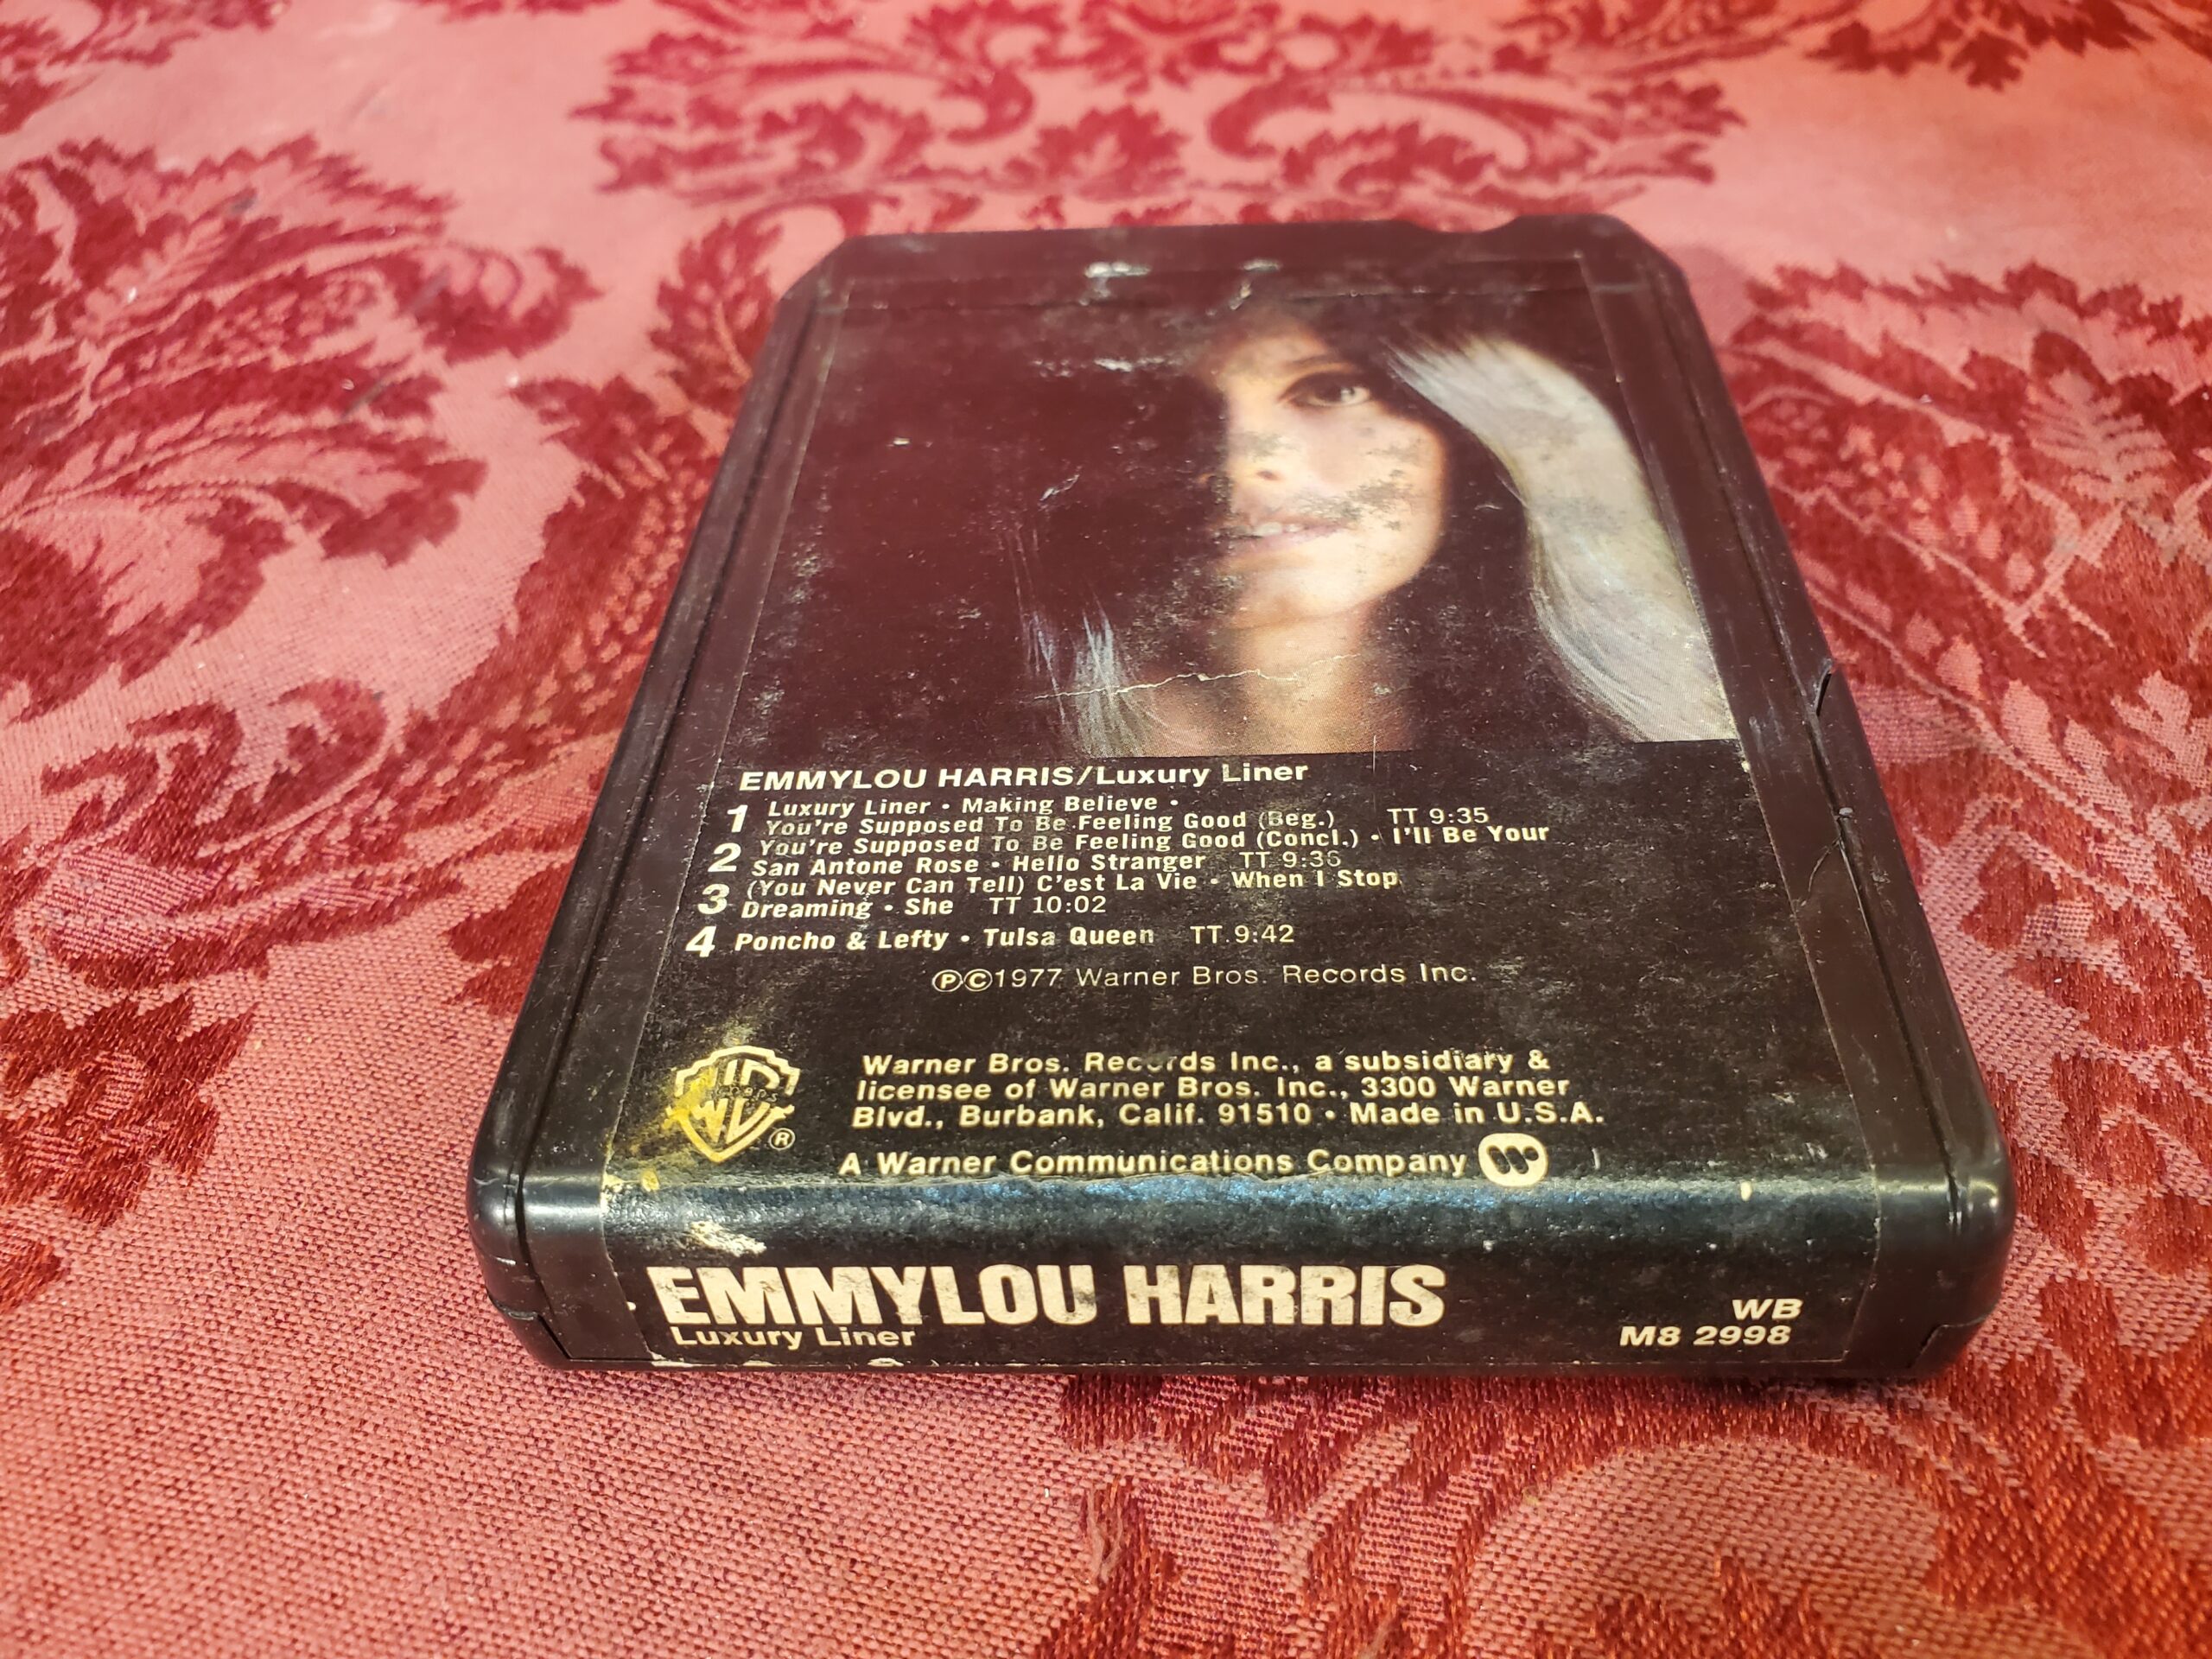 EMMYLOU HARRIS/Luxury Liner
1 Luxury Liner • Making Believe •
You're Supposed To Be Feeling Good (Beg.) TT 9:35
2 You're Supposed To Be Feeling Good (Concl.) • I'll Be Your
San Antone Rose • Hello Stranger TT 9:35
3 (You Never Can Tell) C'est La Vie • When I Stop
Dreaming • She TT 10:02
4 Poncho & Lefty • Tulsa Queen TT 9:42
ⓅⒸ1977 Warner Bros. Records Inc.
Warner Bros. Records Inc., a subsidiary &
licensee of Warner Bros. Inc., 3300 Warner
Blvd., Burbank, Calif. 91510 • Made in U.S.A.
A Warner Communications Company
WB
®
EMMYLOU HARRIS
Luxury Liner
WB
M8 2998